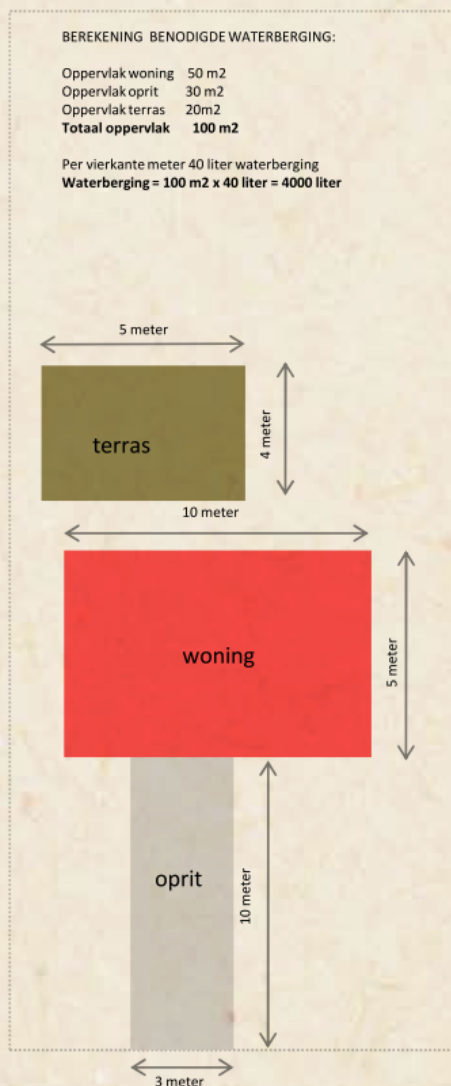 BEREKENING BENODIGDE WATERBERGING:
Oppervlak woning 50 m2
Oppervlak oprit 30 m2
Oppervlak terras 20m2
Totaal oppervlak 100 m2
Per vierkante meter 40 liter waterberging
Waterberging = 100 m2 x 40 liter = 4000 liter
5 meter
terras
4 meter
10 meter
woning
5 meter
oprit
10 meter
3 meter